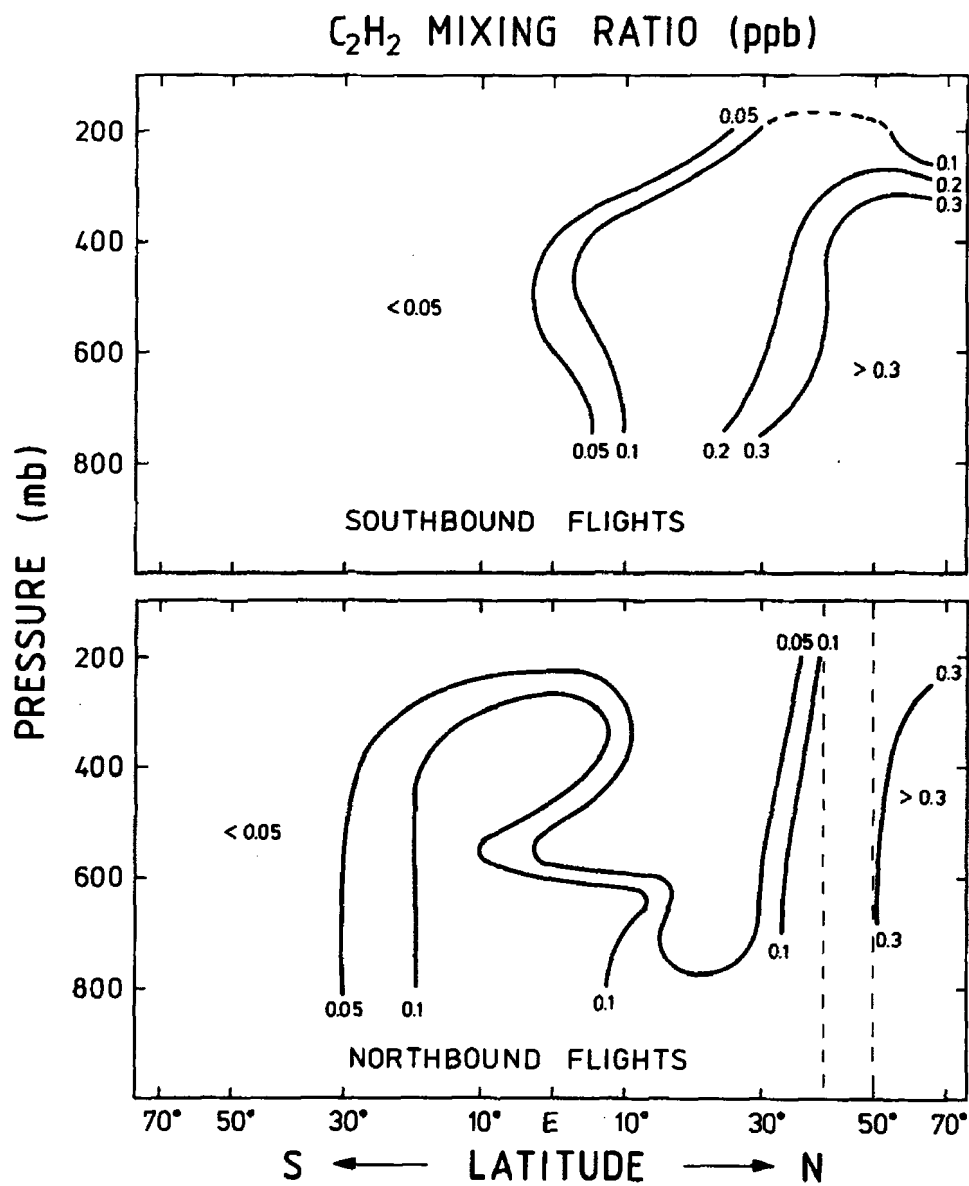 C₂H₂ MIXING RATIO (ppb)
PRESSURE (mb)
200
400
600
800
0.05
0.1
0.2
0.3
< 0.05
> 0.3
0.05 0.1 0.2 0.3
SOUTHBOUND FLIGHTS
200
400
600
800
0.05 0.1
0.3
< 0.05
> 0.3
0.1
0.3
0.05 0.1 0.1
NORTHBOUND FLIGHTS
70° 50° 30° 10° E 10° 30° 50° 70°
S ← LATITUDE → N